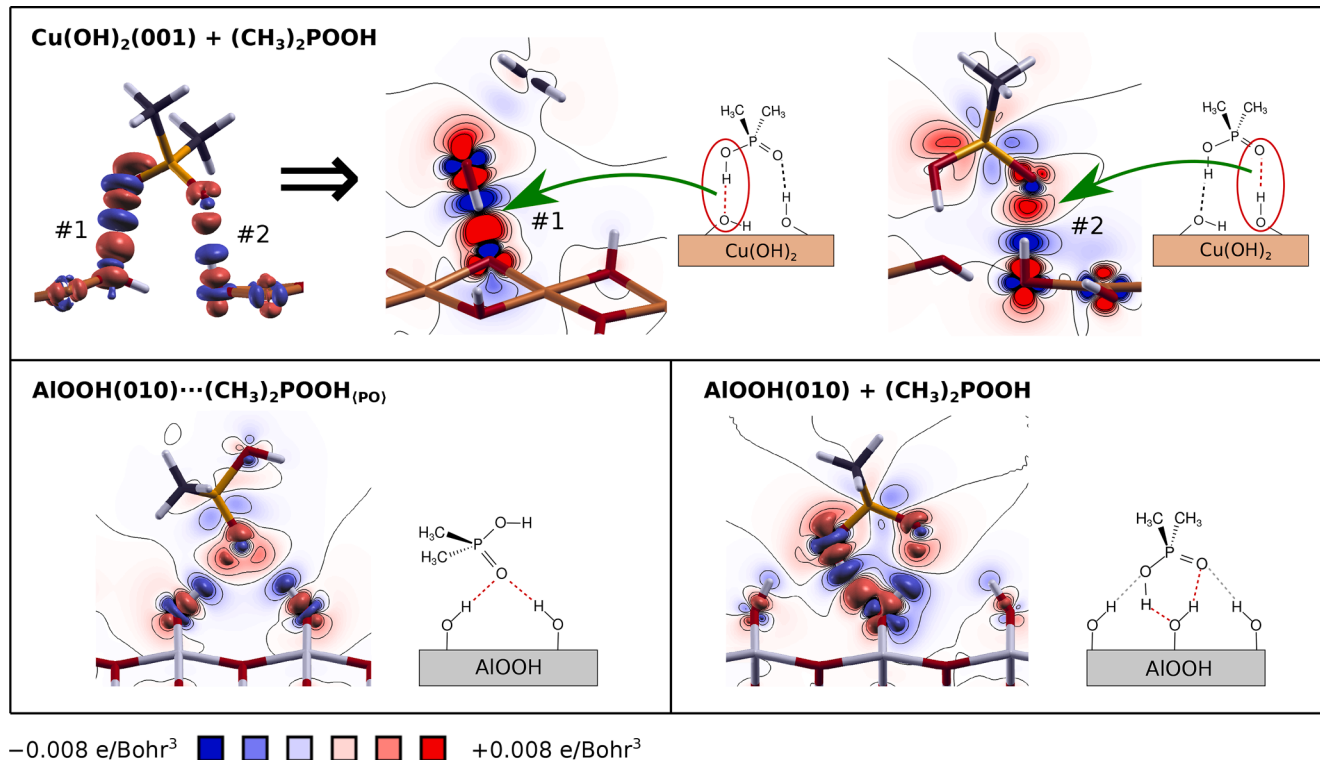 Cu(OH)₂(001) + (CH₃)₂POOH
#1
#2
#1
H₃C
CH₃
O
P
O
H
H
O
H
O
Cu(OH)₂
#2
H₃C
CH₃
O
P
O
H
H
O
H
O
Cu(OH)₂
AlOOH(010)···(CH₃)₂POOH₍PO₎
O—H
H₃C
P
H₃C
O
H
H
O
O
AlOOH
AlOOH(010) + (CH₃)₂POOH
H₃C
CH₃
P
O
O
H
H
H
H
O
O
O
AlOOH
−0.008 e/Bohr³
+0.008 e/Bohr³